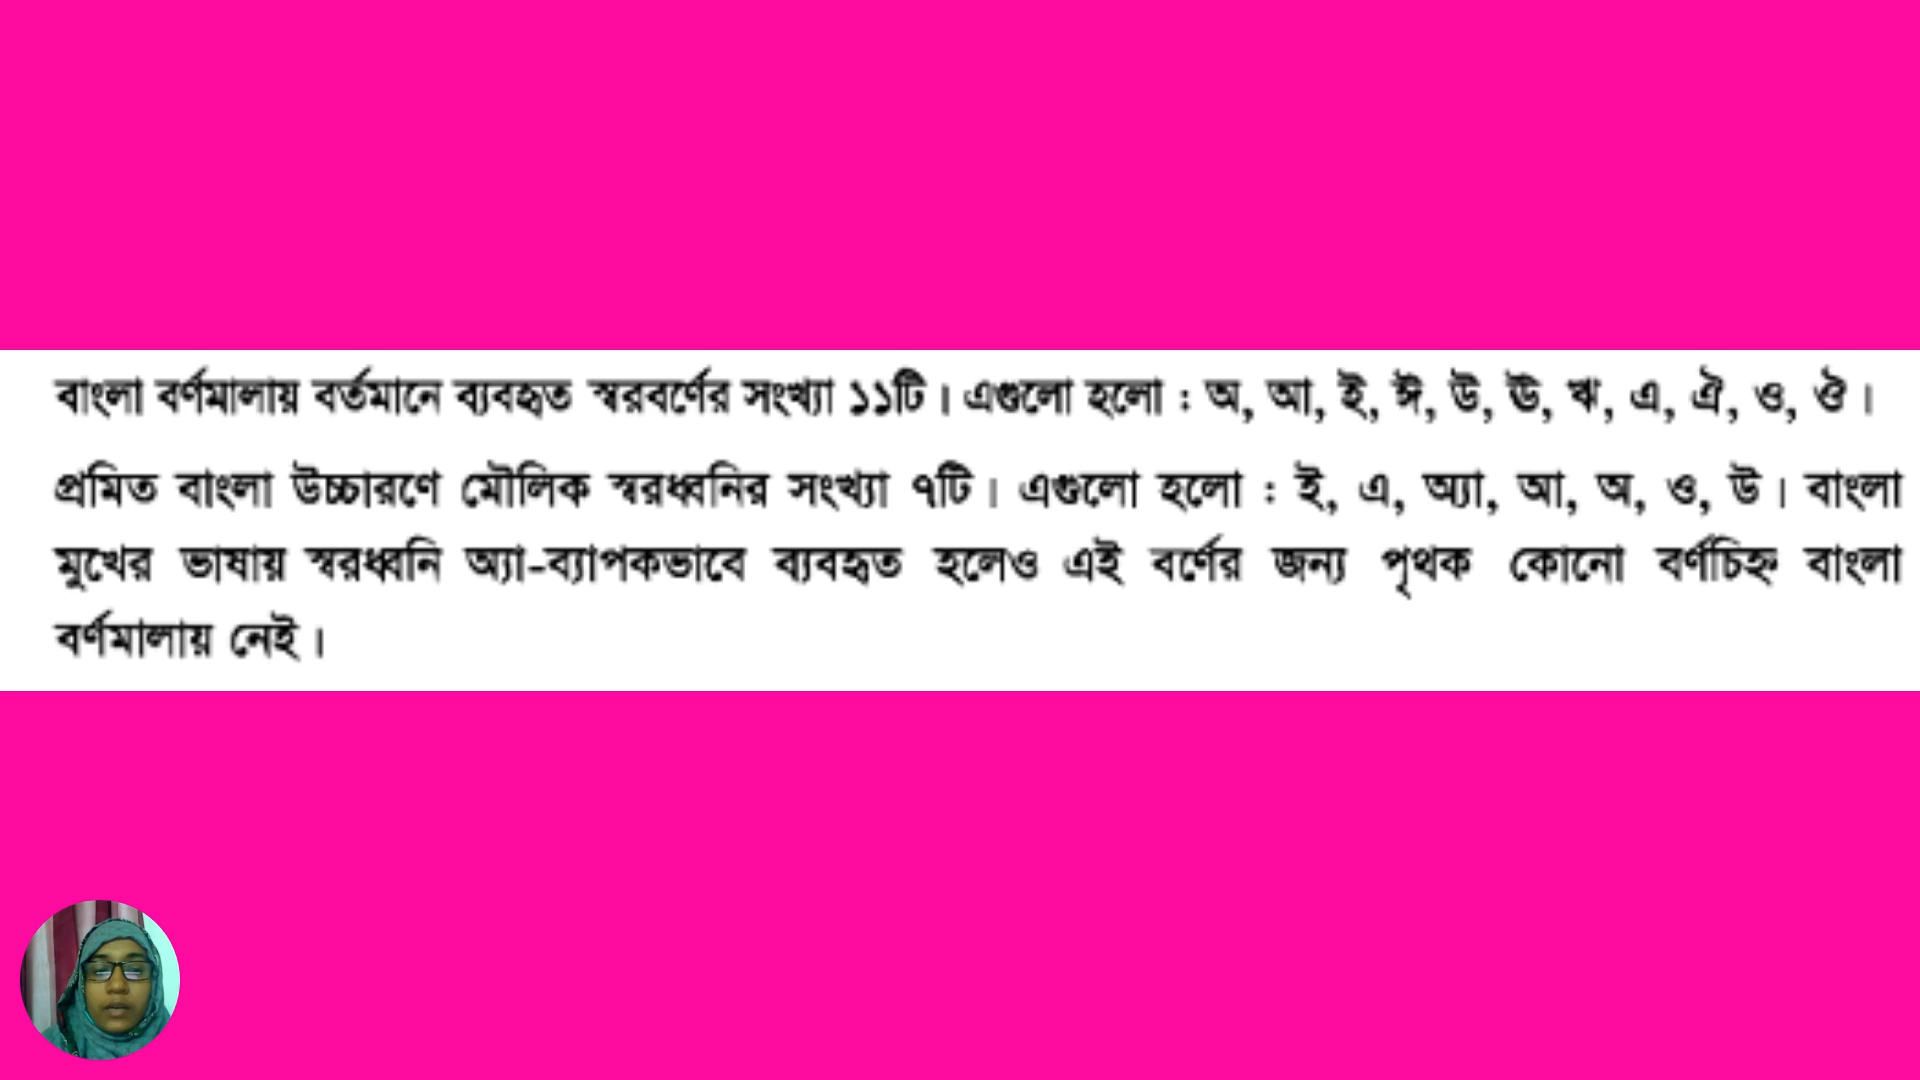 বাংলা বর্ণমালায় বর্তমানে ব্যবহৃত স্বরবর্ণের সংখ্যা ১১টি। এগুলো হলো : অ, আ, ই, ঈ, উ, ঊ, ঋ, এ, ঐ, ও, ঔ।
প্রমিত বাংলা উচ্চারণে মৌলিক স্বরধ্বনির সংখ্যা ৭টি। এগুলো হলো : ই, এ, অ্যা, আ, অ, ও, উ। বাংলা
মুখের ভাষায় স্বরধ্বনি অ্যা-ব্যাপকভাবে ব্যবহৃত হলেও এই বর্ণের জন্য পৃথক কোনো বর্ণচিহ্ন বাংলা
বর্ণমালায় নেই।